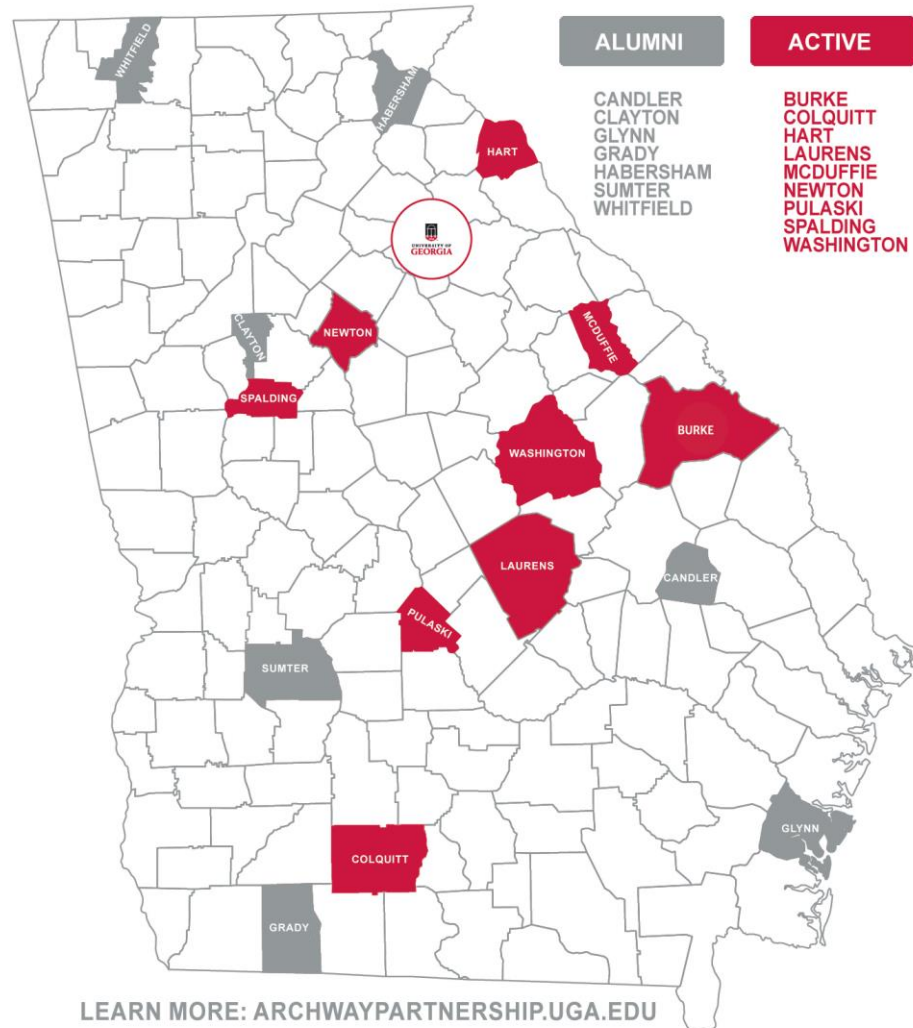 ALUMNI
CANDLER
CLAYTON
GLYNN
GRADY
HABERSHAM
SUMTER
WHITFIELD
ACTIVE
BURKE
COLQUITT
HART
LAURENS
MCDUFFIE
NEWTON
PULASKI
SPALDING
WASHINGTON
WHITFIELD
HABERSHAM
HART
UNIVERSITY OF
GEORGIA
CLAYTON
NEWTON
MCDUFFIE
SPALDING
BURKE
WASHINGTON
LAURENS
CANDLER
PULASKI
SUMTER
GLYNN
COLQUITT
GRADY
LEARN MORE: ARCHWAYPARTNERSHIP.UGA.EDU